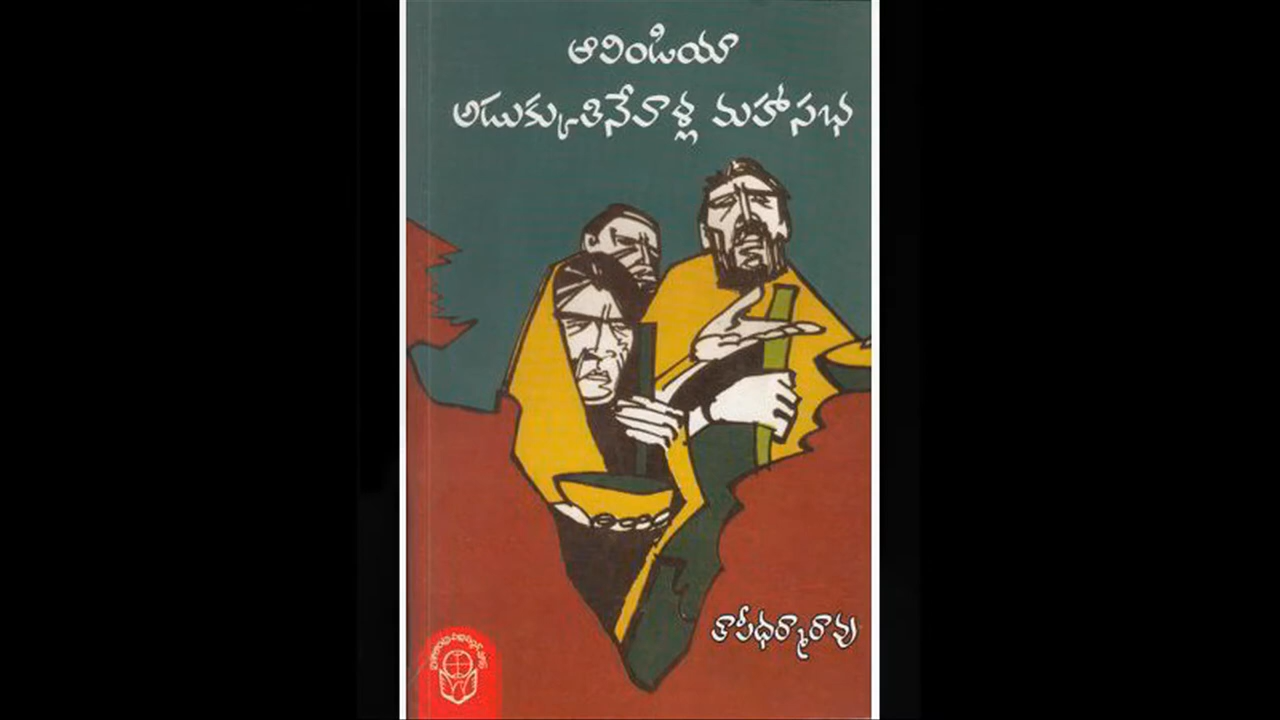 ఆలిండియా
అడుక్కుతినేవాళ్ల మహాసభ
తాపీధర్మారావు